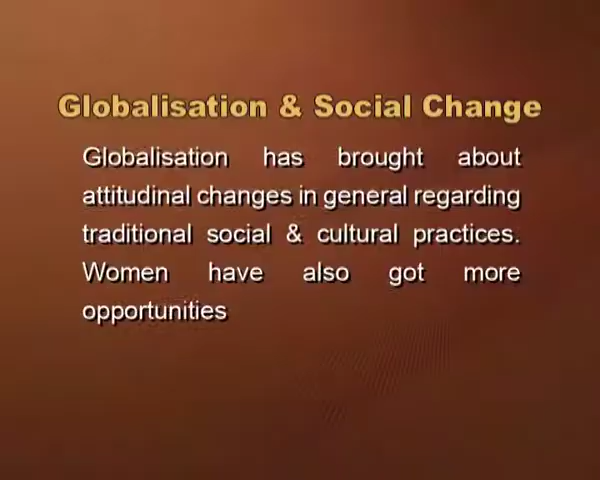 Globalisation & Social Change
Globalisation has brought about
attitudinal changes in general regarding
traditional social & cultural practices.
Women have also got more
opportunities